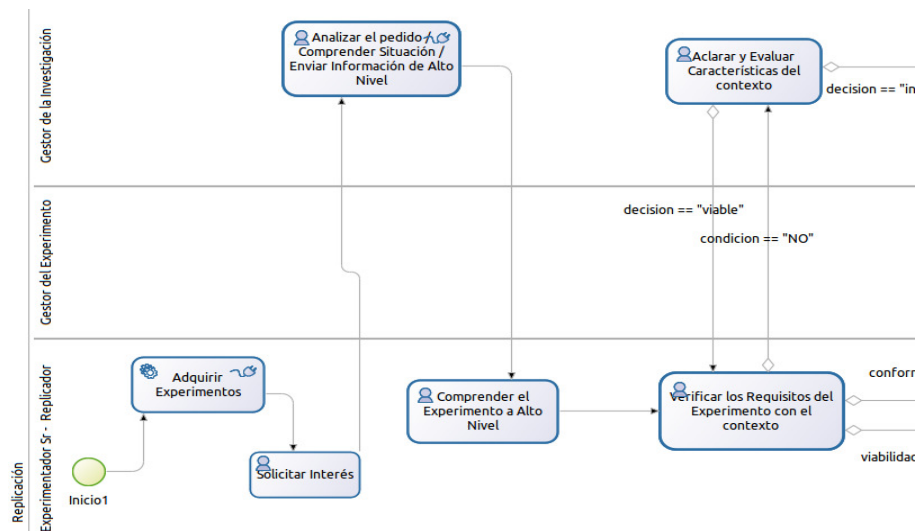 Replicación
Gestor de la Investigación
Analizar el pedido
Comprender Situación /
Enviar Información de Alto
Nivel
Aclarar y Evaluar
Características del
contexto
decision == "in
Gestor del Experimento
decision == "viable"
condicion == "NO"
Experimentador Sr - Replicador
Inicio1
Adquirir
Experimentos
Solicitar Interés
Comprender el
Experimento a Alto
Nivel
Verificar los Requisitos del
Experimento con el
contexto
conforn
viabilidad